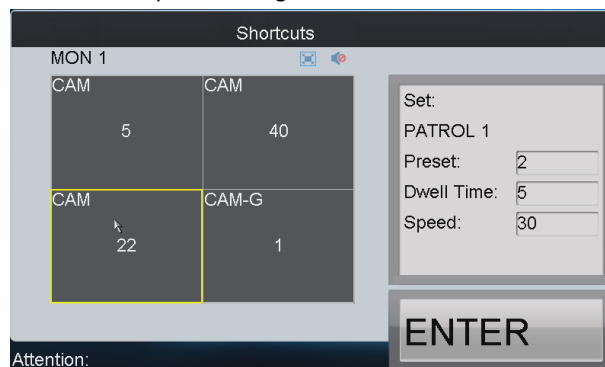 Shortcuts
MON 1
CAM
5
CAM
40
CAM
22
CAM-G
1
Set:
PATROL 1
Preset: 2
Dwell Time: 5
Speed: 30
ENTER
Attention: